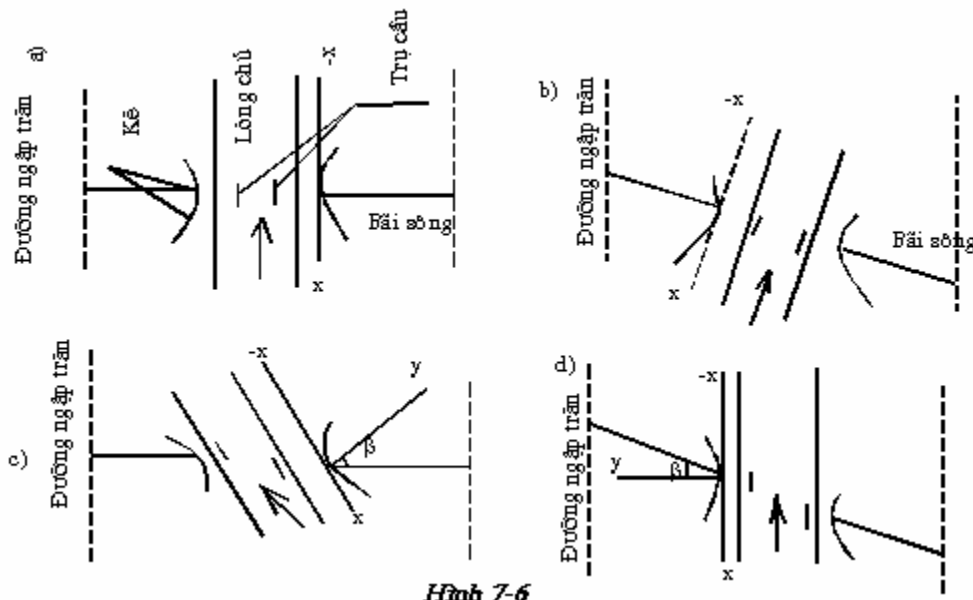 a)
Đường ngập tràn
Kè
Lòng chủ
-x
Trụ cầu
Bãi sông
x
b)
Đường ngập tràn
-x
Bãi sông
x
c)
Đường ngập tràn
-x
y
β
x
d)
Đường ngập tràn
-x
y
β
x
Hình 7-6